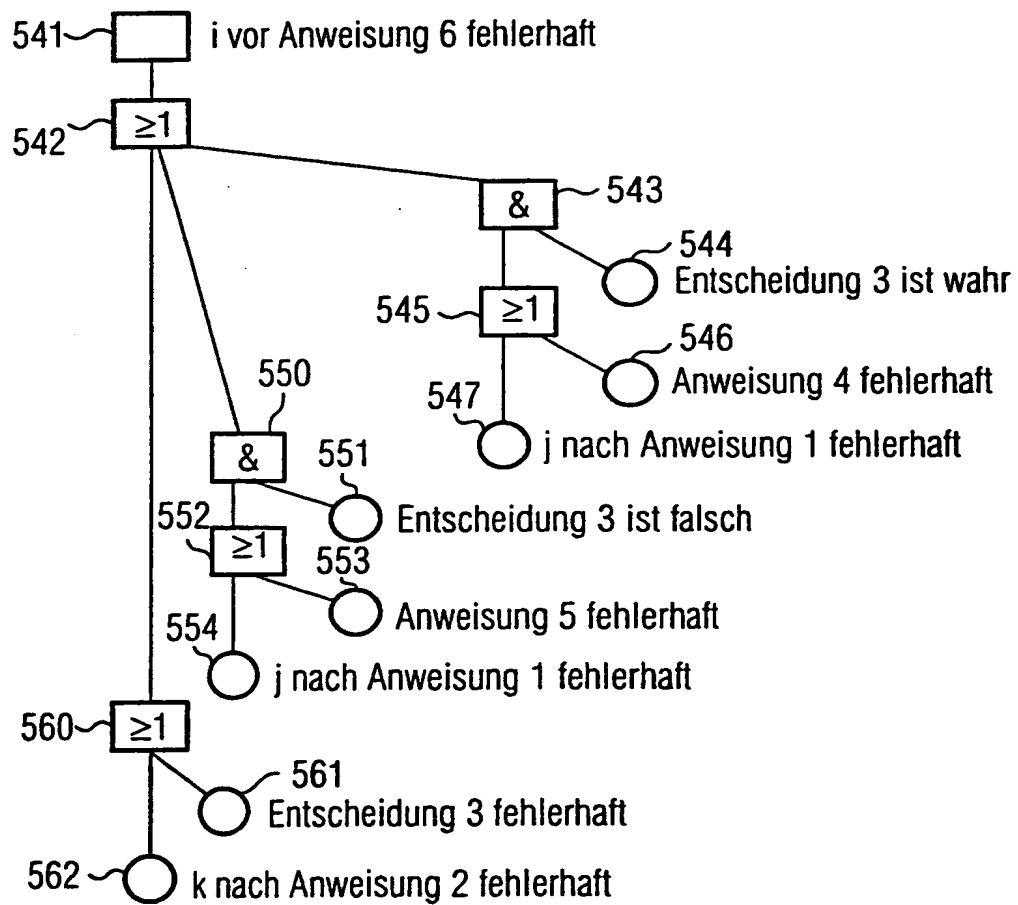 541 i vor Anweisung 6 fehlerhaft
542 ≥1
& 543
544
Entscheidung 3 ist wahr
545 ≥1
546
Anweisung 4 fehlerhaft
547
j nach Anweisung 1 fehlerhaft
550
&
551
Entscheidung 3 ist falsch
552
≥1
553
Anweisung 5 fehlerhaft
554
j nach Anweisung 1 fehlerhaft
560 ≥1
561
Entscheidung 3 fehlerhaft
562 k nach Anweisung 2 fehlerhaft